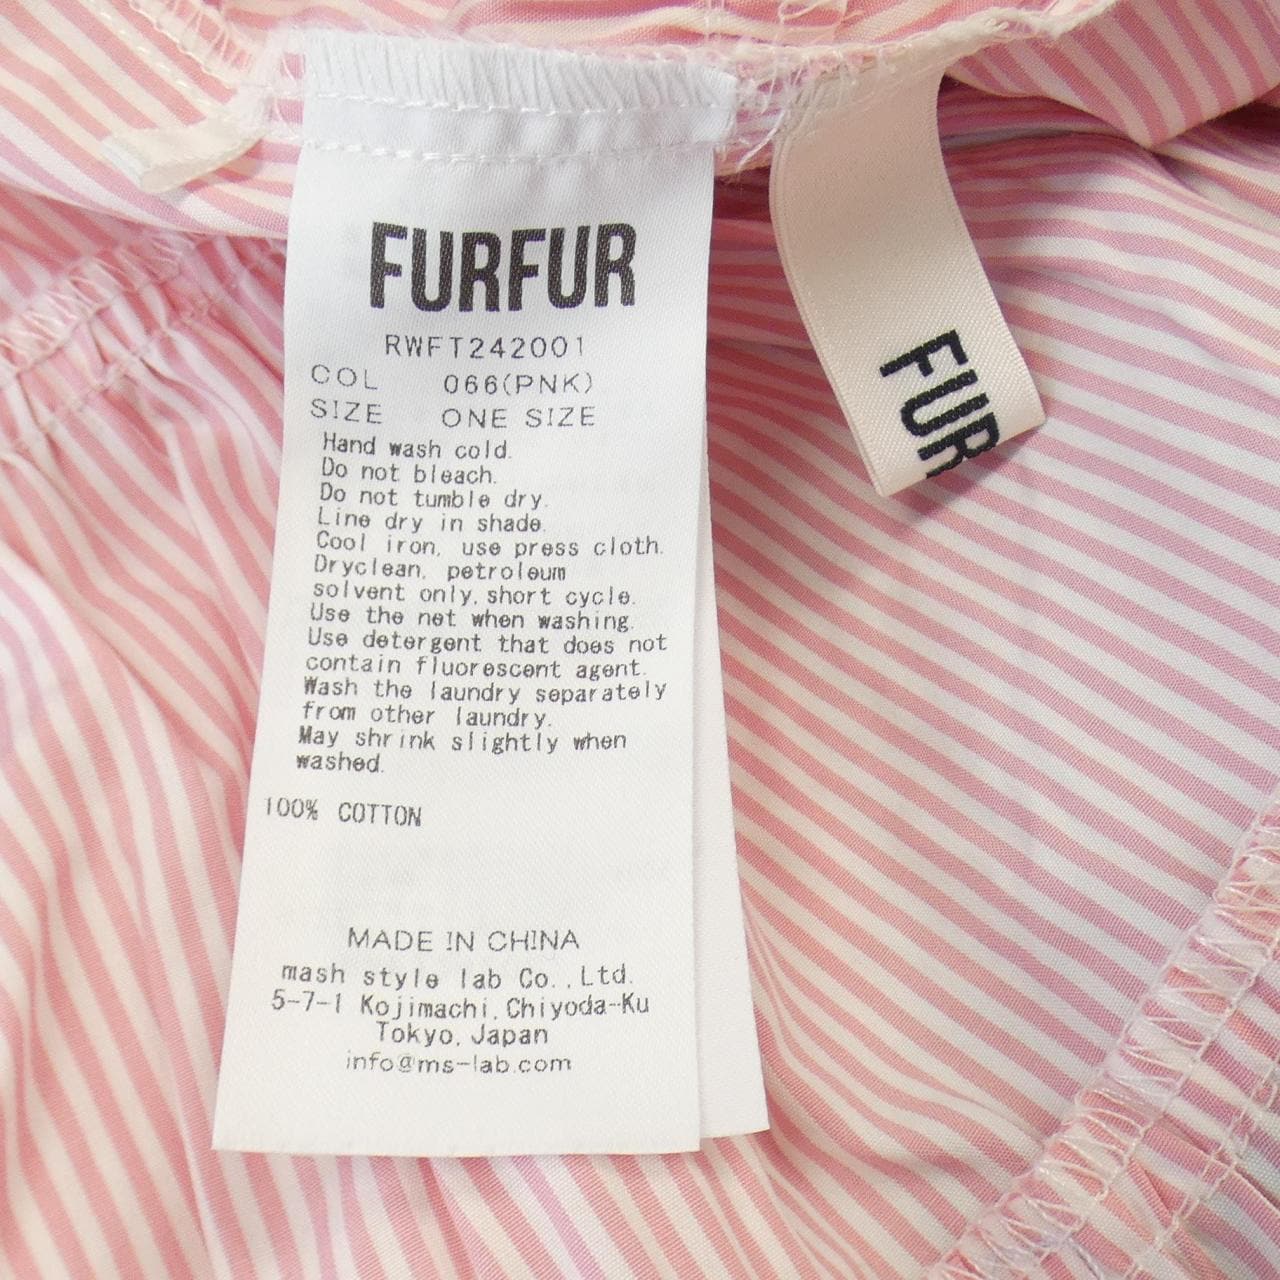 FURFUR
RWFT242001
COL 066(PNK)
SIZE ONE SIZE
Hand wash cold.
Do not bleach.
Do not tumble dry.
Line dry in shade.
Cool iron, use press cloth.
Dryclean, petroleum
solvent only, short cycle.
Use the net when washing.
Use detergent that does not
contain fluorescent agent.
Wash the laundry separately
from other laundry.
May shrink slightly when
washed.
100% COTTON
MADE IN CHINA
mash style lab Co., Ltd.
5-7-1 Kojimachi, Chiyoda-Ku
Tokyo, Japan
info@ms-lab.com
FUR